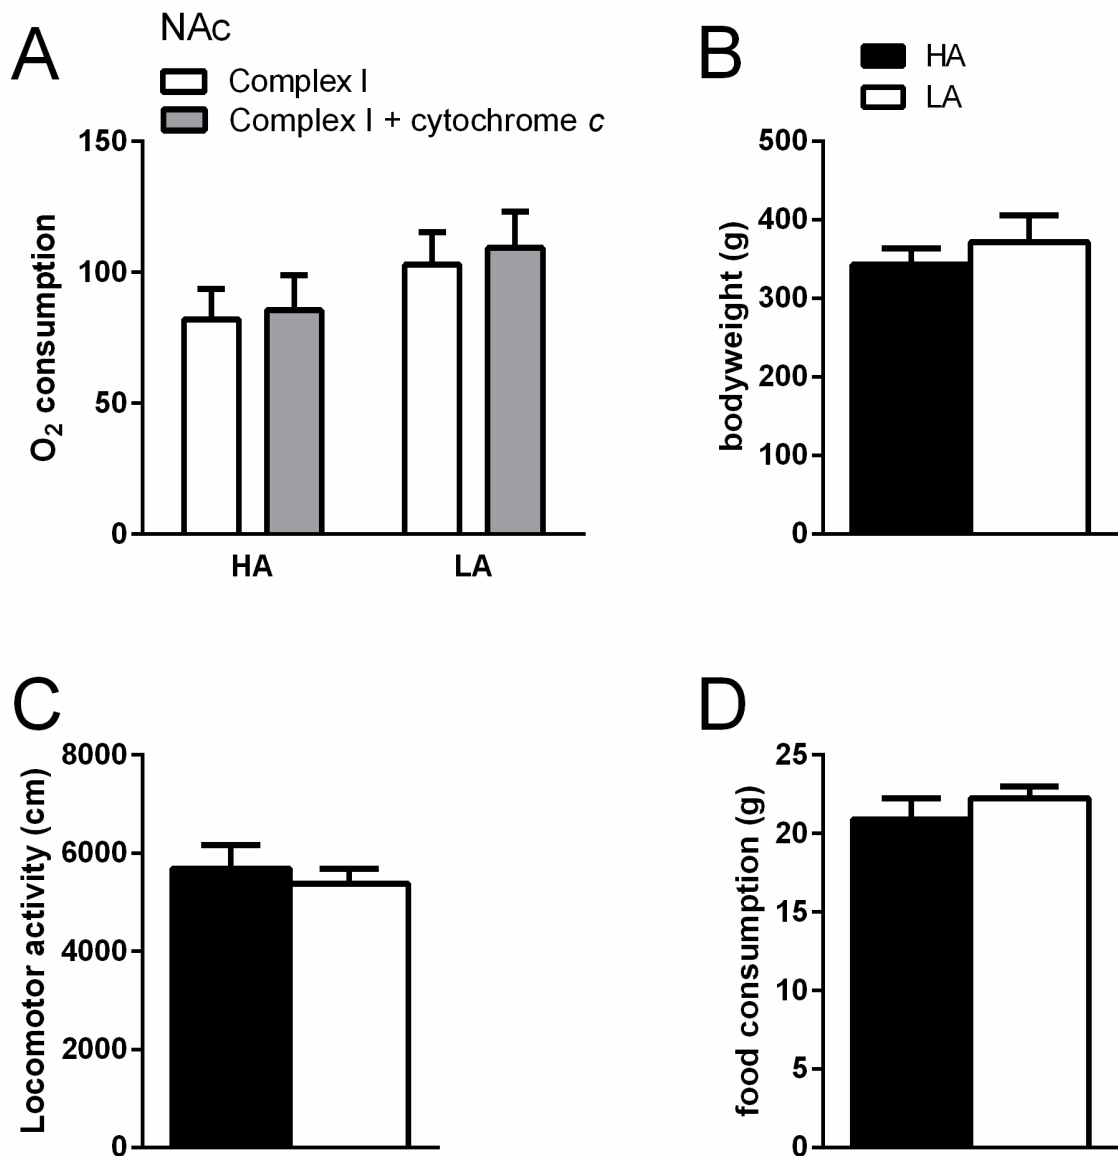 A
NAc
Complex I
Complex I + cytochrome c
150
100
50
0
O2 consumption
HA
LA
B
HA
LA
500
400
300
200
100
0
bodyweight (g)
C
8000
6000
4000
2000
0
Locomotor activity (cm)
D
25
20
15
10
5
0
food consumption (g)